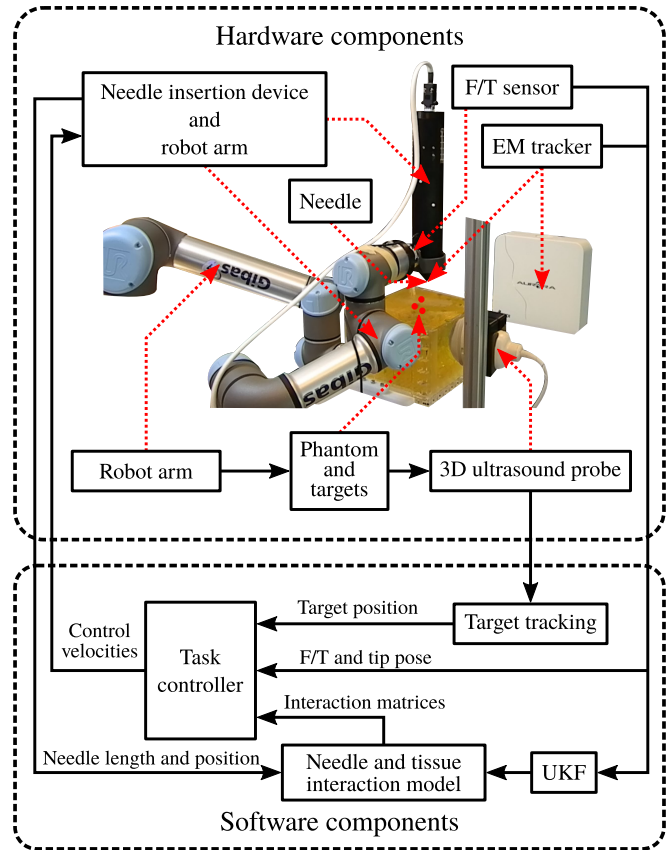 Hardware components
Needle insertion device
and
robot arm
F/T sensor
EM tracker
Needle
Gibas
AURORA
Gibas
Robot arm
Phantom
and
targets
3D ultrasound probe
Target position
Target tracking
Control
velocities
Task
controller
F/T and tip pose
Interaction matrices
Needle length and position
Needle and tissue
interaction model
UKF
Software components